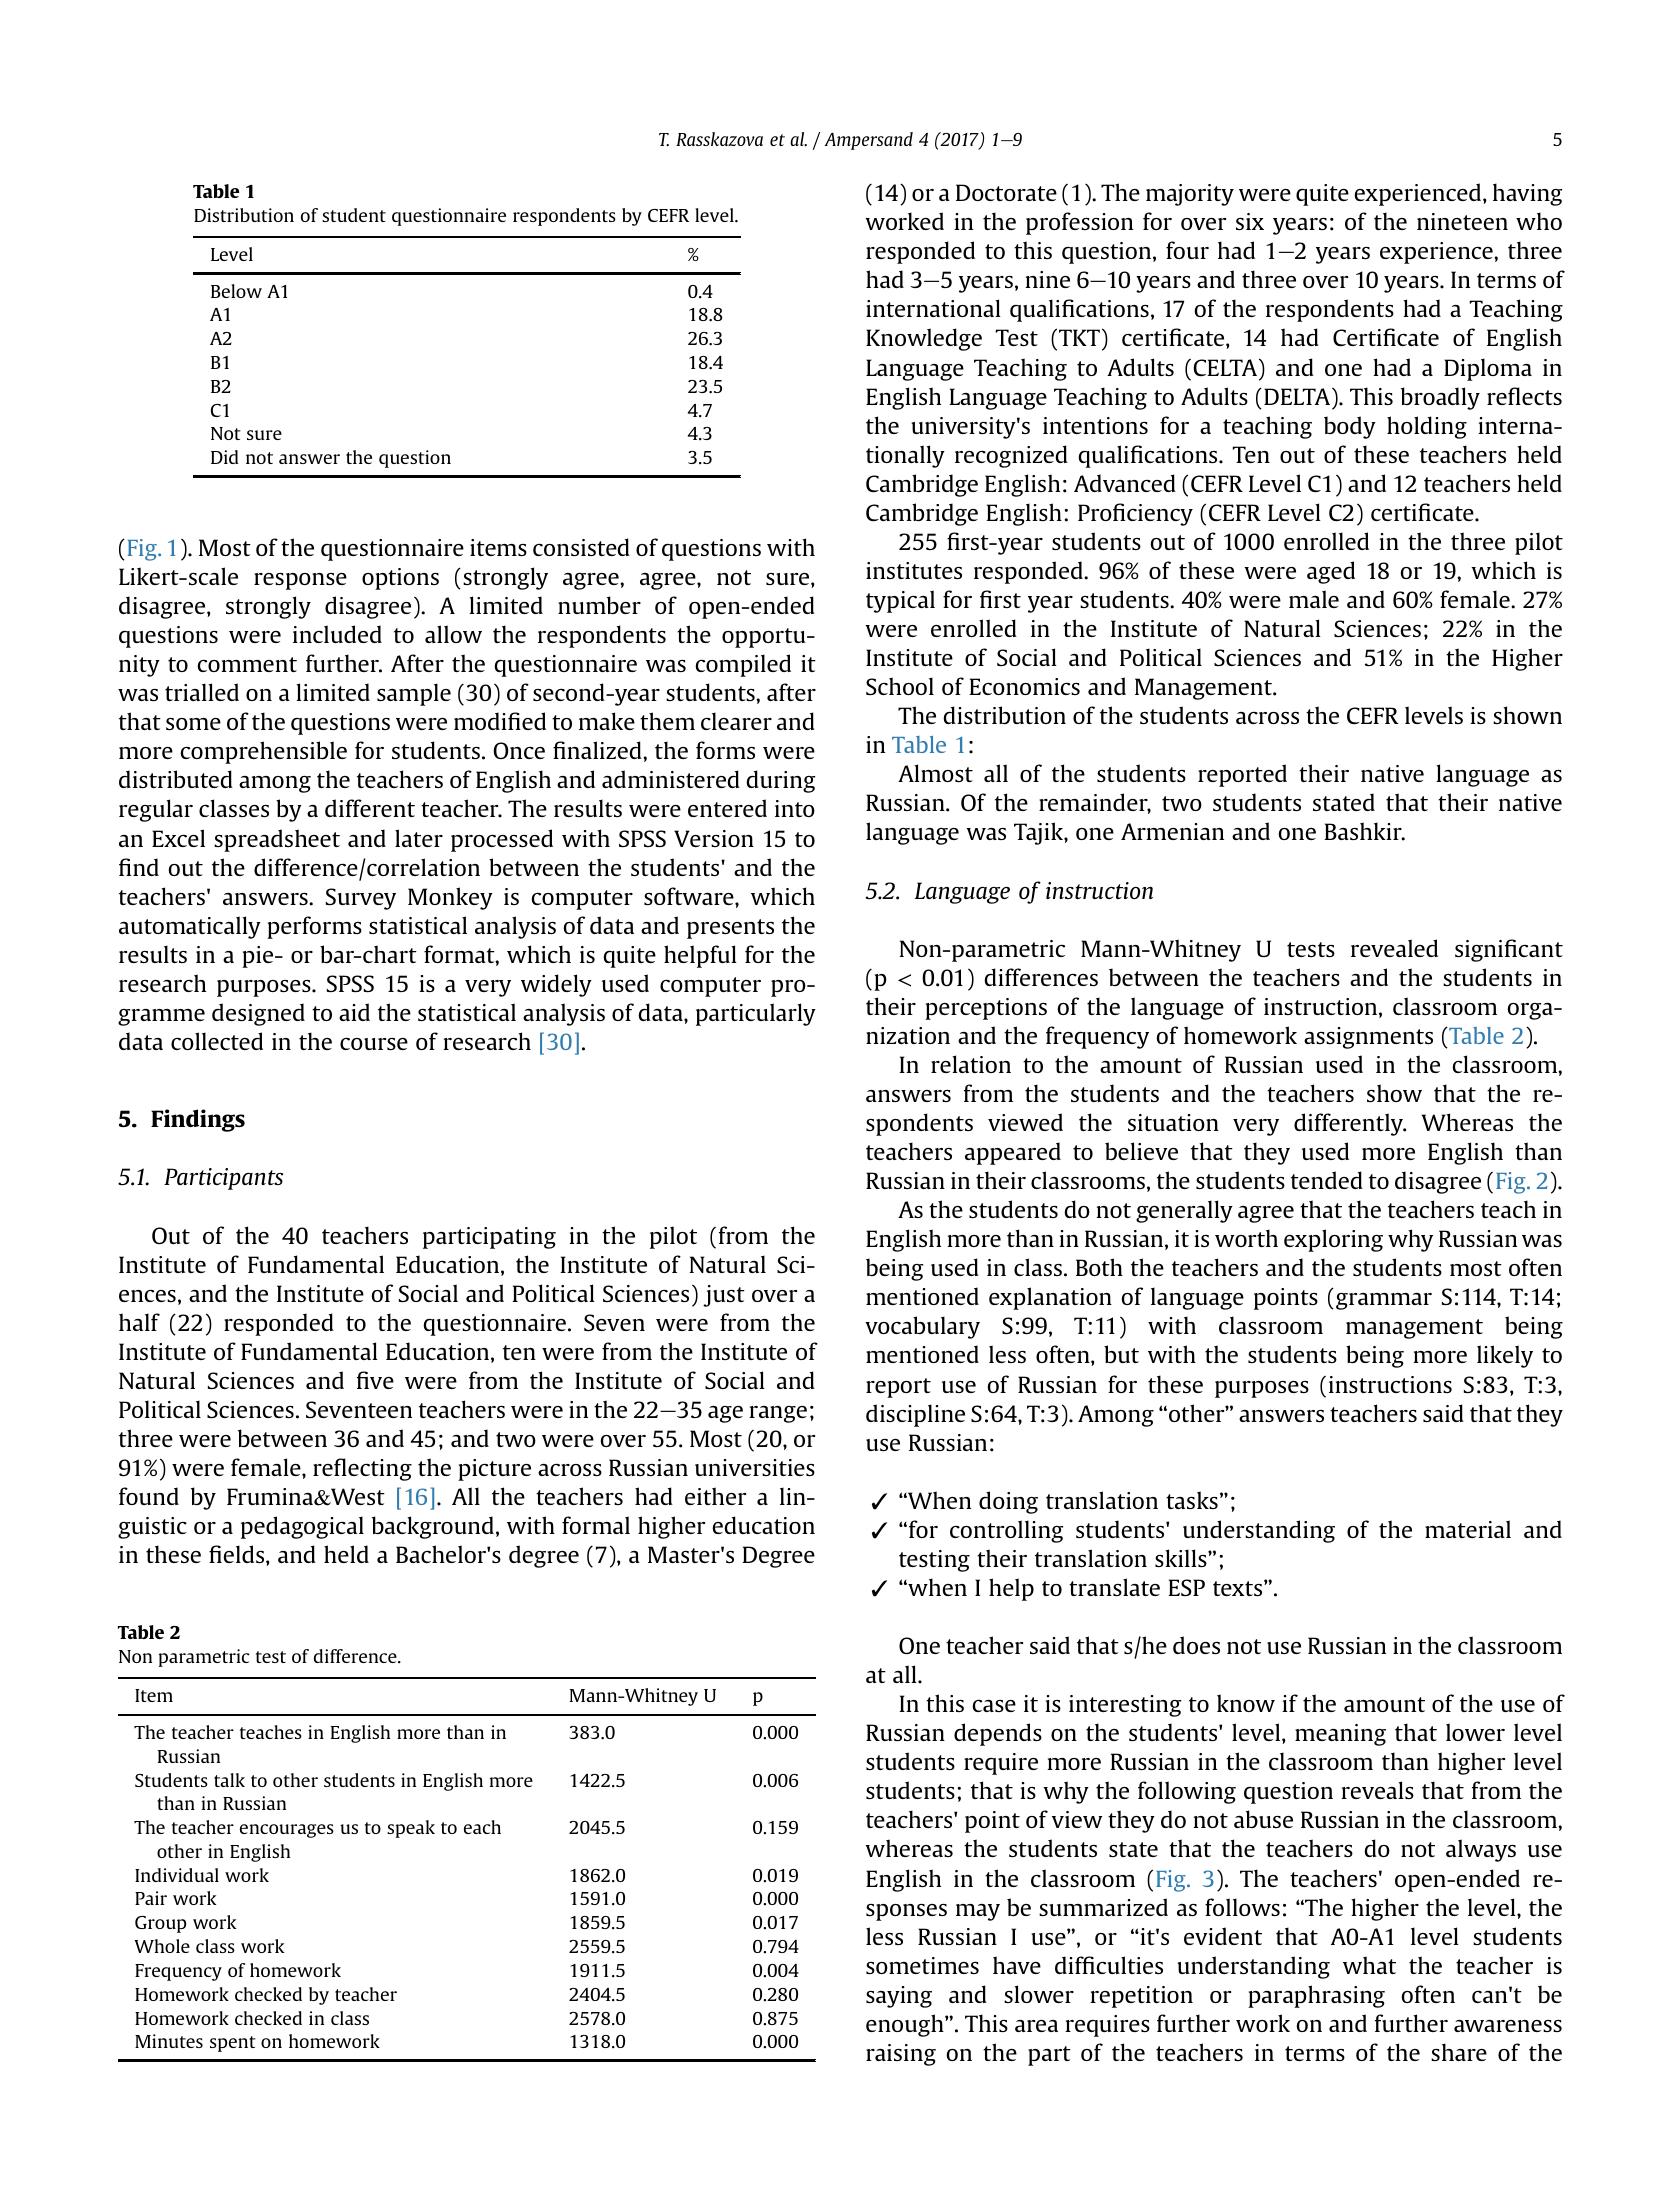 T. Rasskazova et al. / Ampersand 4 (2017) 1–9
5
Table 1
Distribution of student questionnaire respondents by CEFR level.
Level %
Below A1 0.4
A1 18.8
A2 26.3
B1 18.4
B2 23.5
C1 4.7
Not sure 4.3
Did not answer the question 3.5
(Fig. 1). Most of the questionnaire items consisted of questions with
Likert-scale response options (strongly agree, agree, not sure,
disagree, strongly disagree). A limited number of open-ended
questions were included to allow the respondents the opportu-
nity to comment further. After the questionnaire was compiled it
was trialled on a limited sample (30) of second-year students, after
that some of the questions were modified to make them clearer and
more comprehensible for students. Once finalized, the forms were
distributed among the teachers of English and administered during
regular classes by a different teacher. The results were entered into
an Excel spreadsheet and later processed with SPSS Version 15 to
find out the difference/correlation between the students' and the
teachers' answers. Survey Monkey is computer software, which
automatically performs statistical analysis of data and presents the
results in a pie- or bar-chart format, which is quite helpful for the
research purposes. SPSS 15 is a very widely used computer pro-
gramme designed to aid the statistical analysis of data, particularly
data collected in the course of research [30].
5. Findings
5.1. Participants
Out of the 40 teachers participating in the pilot (from the
Institute of Fundamental Education, the Institute of Natural Sci-
ences, and the Institute of Social and Political Sciences) just over a
half (22) responded to the questionnaire. Seven were from the
Institute of Fundamental Education, ten were from the Institute of
Natural Sciences and five were from the Institute of Social and
Political Sciences. Seventeen teachers were in the 22–35 age range;
three were between 36 and 45; and two were over 55. Most (20, or
91%) were female, reflecting the picture across Russian universities
found by Frumina&West [16]. All the teachers had either a lin-
guistic or a pedagogical background, with formal higher education
in these fields, and held a Bachelor's degree (7), a Master's Degree
Table 2
Non parametric test of difference.
Item Mann-Whitney U p
The teacher teaches in English more than in 383.0 0.000
Russian
Students talk to other students in English more 1422.5 0.006
than in Russian
The teacher encourages us to speak to each 2045.5 0.159
other in English
Individual work 1862.0 0.019
Pair work 1591.0 0.000
Group work 1859.5 0.017
Whole class work 2559.5 0.794
Frequency of homework 1911.5 0.004
Homework checked by teacher 2404.5 0.280
Homework checked in class 2578.0 0.875
Minutes spent on homework 1318.0 0.000
(14) or a Doctorate (1). The majority were quite experienced, having
worked in the profession for over six years: of the nineteen who
responded to this question, four had 1–2 years experience, three
had 3–5 years, nine 6–10 years and three over 10 years. In terms of
international qualifications, 17 of the respondents had a Teaching
Knowledge Test (TKT) certificate, 14 had Certificate of English
Language Teaching to Adults (CELTA) and one had a Diploma in
English Language Teaching to Adults (DELTA). This broadly reflects
the university's intentions for a teaching body holding interna-
tionally recognized qualifications. Ten out of these teachers held
Cambridge English: Advanced (CEFR Level C1) and 12 teachers held
Cambridge English: Proficiency (CEFR Level C2) certificate.
255 first-year students out of 1000 enrolled in the three pilot
institutes responded. 96% of these were aged 18 or 19, which is
typical for first year students. 40% were male and 60% female. 27%
were enrolled in the Institute of Natural Sciences; 22% in the
Institute of Social and Political Sciences and 51% in the Higher
School of Economics and Management.
The distribution of the students across the CEFR levels is shown
in Table 1:
Almost all of the students reported their native language as
Russian. Of the remainder, two students stated that their native
language was Tajik, one Armenian and one Bashkir.
5.2. Language of instruction
Non-parametric Mann-Whitney U tests revealed significant
(p < 0.01) differences between the teachers and the students in
their perceptions of the language of instruction, classroom orga-
nization and the frequency of homework assignments (Table 2).
In relation to the amount of Russian used in the classroom,
answers from the students and the teachers show that the re-
spondents viewed the situation very differently. Whereas the
teachers appeared to believe that they used more English than
Russian in their classrooms, the students tended to disagree (Fig. 2).
As the students do not generally agree that the teachers teach in
English more than in Russian, it is worth exploring why Russian was
being used in class. Both the teachers and the students most often
mentioned explanation of language points (grammar S:114, T:14;
vocabulary S:99, T:11) with classroom management being
mentioned less often, but with the students being more likely to
report use of Russian for these purposes (instructions S:83, T:3,
discipline S:64, T:3). Among “other” answers teachers said that they
use Russian:
✓ “When doing translation tasks”;
✓ “for controlling students' understanding of the material and
testing their translation skills”;
✓ “when I help to translate ESP texts”.
One teacher said that s/he does not use Russian in the classroom
at all.
In this case it is interesting to know if the amount of the use of
Russian depends on the students' level, meaning that lower level
students require more Russian in the classroom than higher level
students; that is why the following question reveals that from the
teachers' point of view they do not abuse Russian in the classroom,
whereas the students state that the teachers do not always use
English in the classroom (Fig. 3). The teachers' open-ended re-
sponses may be summarized as follows: “The higher the level, the
less Russian I use”, or “it's evident that A0-A1 level students
sometimes have difficulties understanding what the teacher is
saying and slower repetition or paraphrasing often can't be
enough”. This area requires further work on and further awareness
raising on the part of the teachers in terms of the share of the